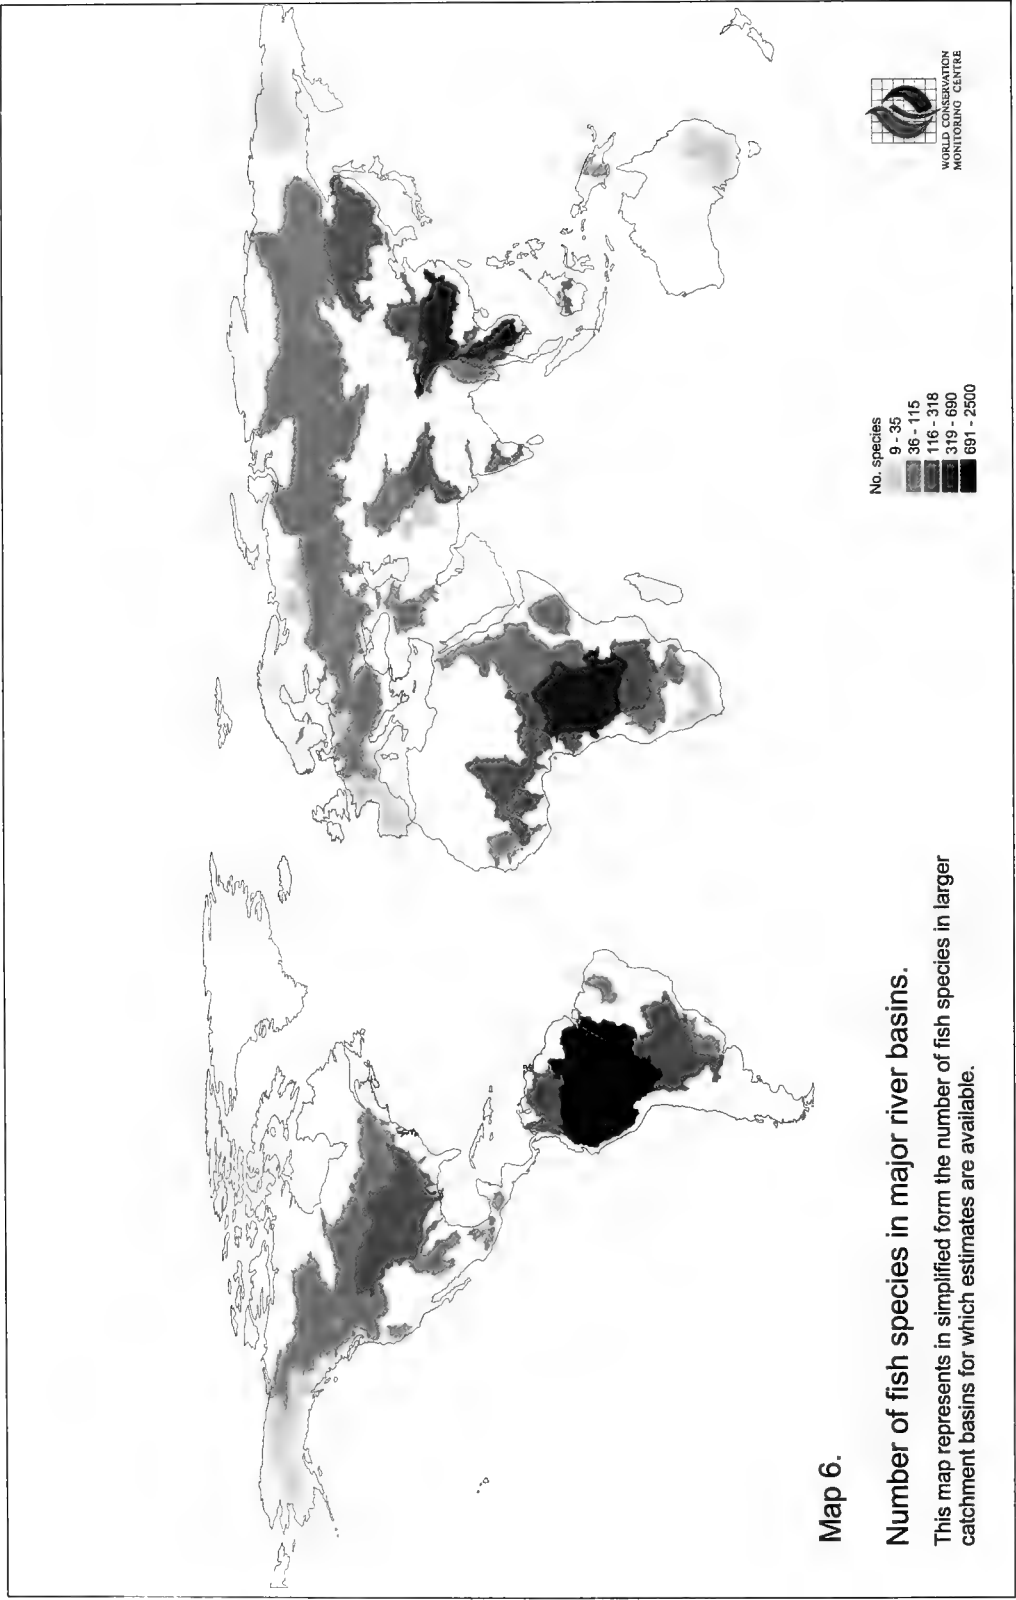 Map 6.
Number of fish species in major river basins.
This map represents in simplified form the number of fish species in larger
catchment basins for which estimates are available.
No. species
9 - 35
36 - 115
116 - 318
319 - 690
691 - 2500
WORLD CONSERVATION
MONITORING CENTRE